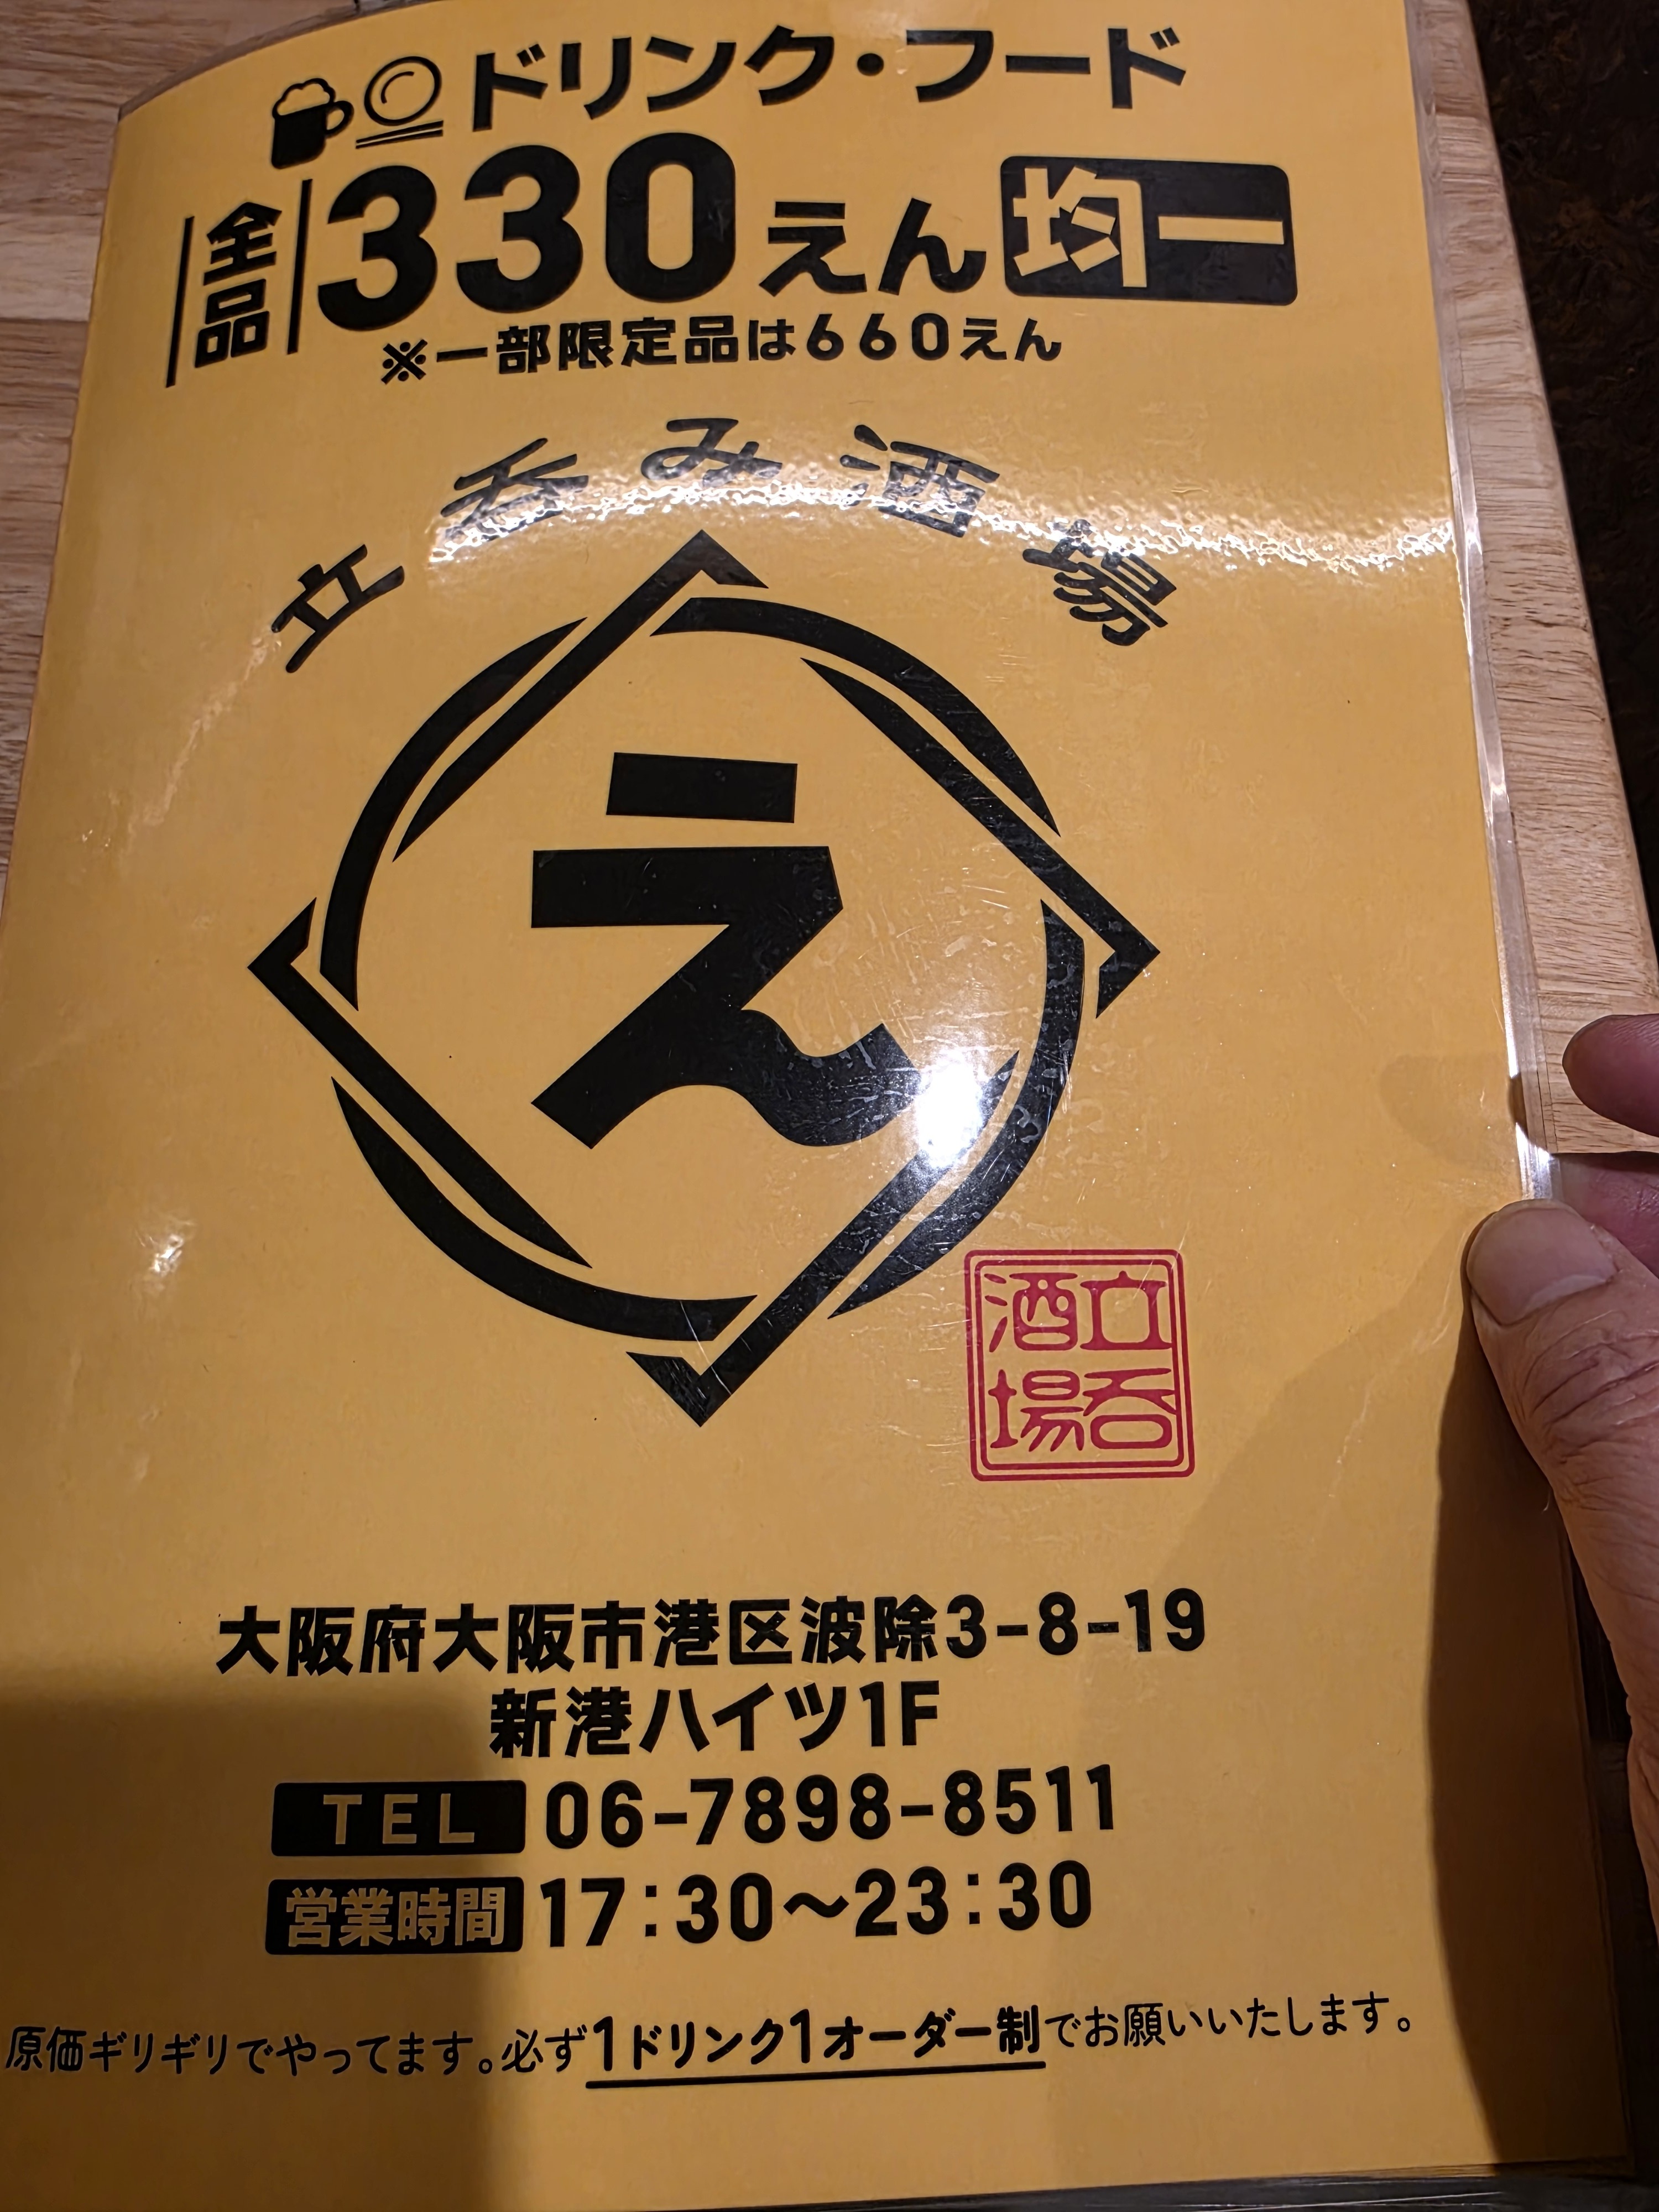 ドリンク・フード
全品
330えん均一
※一部限定品は660えん
立呑み酒場
え
立呑
酒場
大阪府大阪市港区波除3-8-19
新港ハイツ1F
TEL 06-7898-8511
営業時間 17:30～23:30
原価ギリギリでやってます。必ず1ドリンク1オーダー制でお願いいたします。